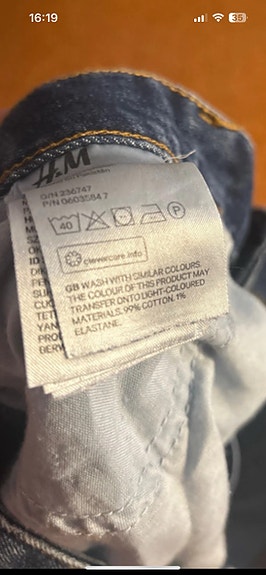 16:19
35
H&M
O/N 236747
P/N 0603584 7
40 P
clevercare.info
GB WASH WITH SIMILAR COLOURS.
THE COLOUR OF THIS PRODUCT MAY
TRANSFER ONTO LIGHT-COLOURED
MATERIALS. 99% COTTON, 1%
ELASTANE.